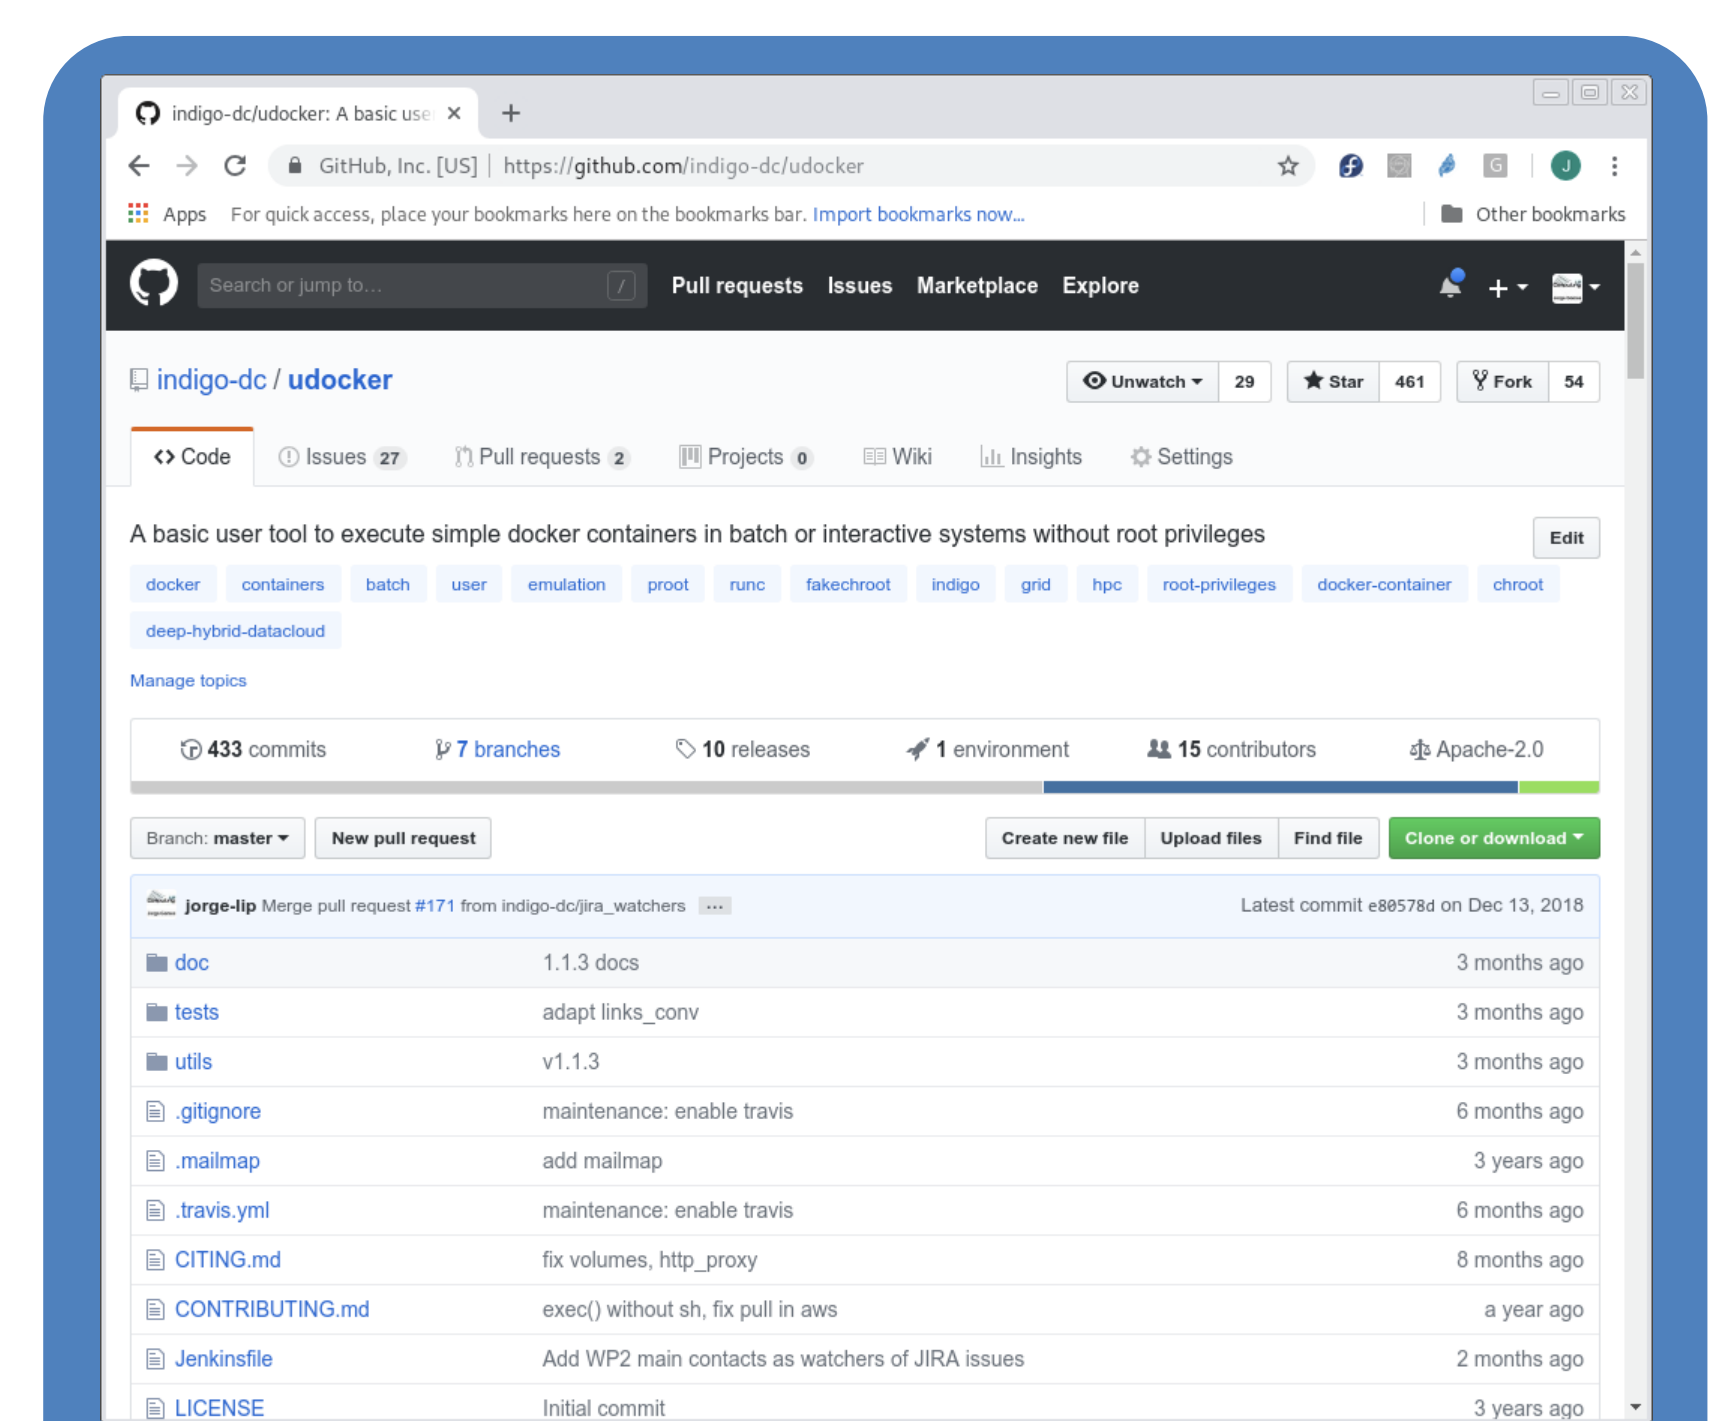 indigo-dc/udocker: A basic use
GitHub, Inc. [US] | https://github.com/indigo-dc/udocker
G
J
Apps For quick access, place your bookmarks here on the bookmarks bar. Import bookmarks now... Other bookmarks
Search or jump to… / Pull requests Issues Marketplace Explore
indigo-dc / udocker Unwatch 29 Star 461 Fork 54
Code Issues 27 Pull requests 2 Projects 0 Wiki Insights Settings
A basic user tool to execute simple docker containers in batch or interactive systems without root privileges Edit
docker containers batch user emulation proot runc fakechroot indigo grid hpc root-privileges docker-container chroot
deep-hybrid-datacloud
Manage topics
433 commits 7 branches 10 releases 1 environment 15 contributors Apache-2.0
Branch: master New pull request Create new file Upload files Find file Clone or download
jorge-lip Merge pull request #171 from indigo-dc/jira_watchers ... Latest commit e80578d on Dec 13, 2018
doc 1.1.3 docs 3 months ago
tests adapt links_conv 3 months ago
utils v1.1.3 3 months ago
.gitignore maintenance: enable travis 6 months ago
.mailmap add mailmap 3 years ago
.travis.yml maintenance: enable travis 6 months ago
CITING.md fix volumes, http_proxy 8 months ago
CONTRIBUTING.md exec() without sh, fix pull in aws a year ago
Jenkinsfile Add WP2 main contacts as watchers of JIRA issues 2 months ago
LICENSE Initial commit 3 years ago